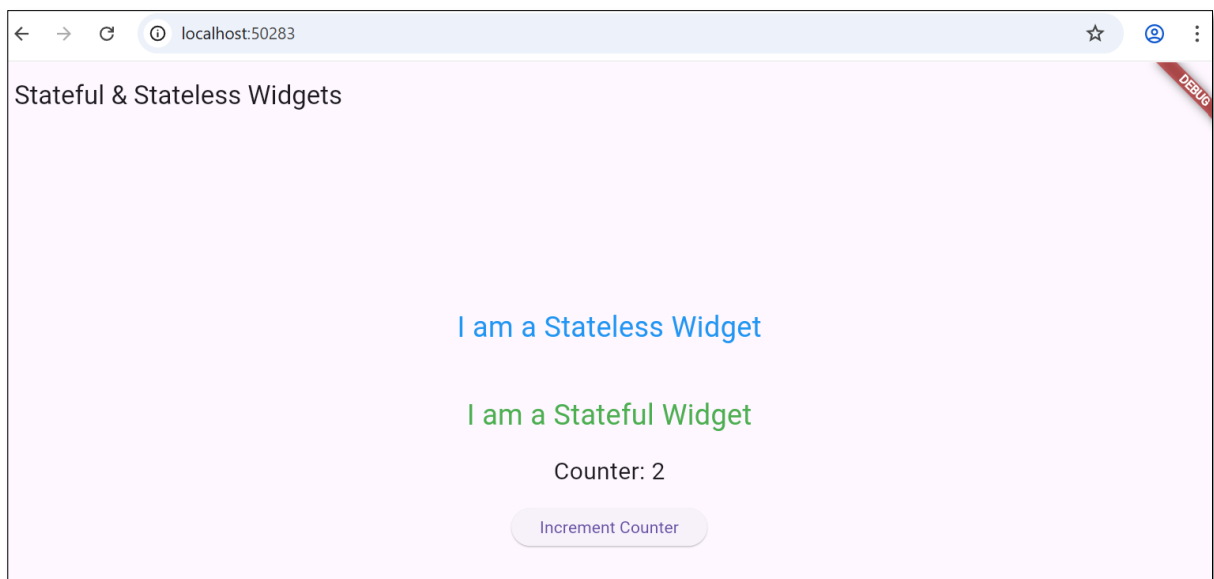 localhost:50283
Stateful & Stateless Widgets
DEBUG
I am a Stateless Widget
I am a Stateful Widget
Counter: 2
Increment Counter